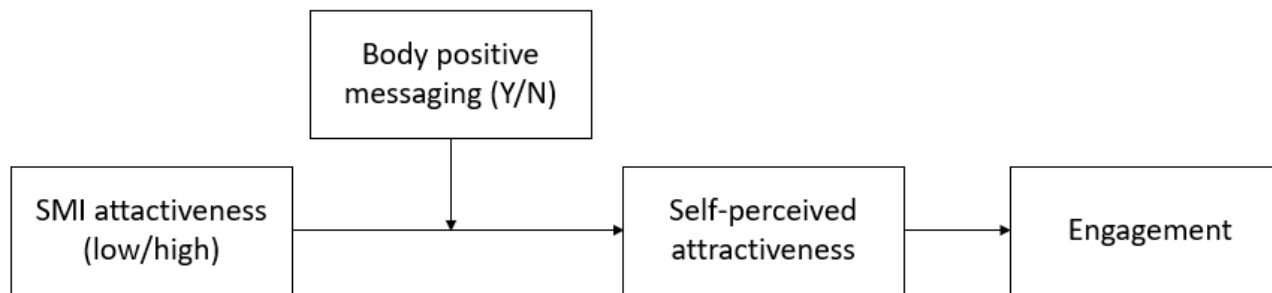 Body positive
messaging (Y/N)
SMI attactiveness
(low/high)
Self-perceived
attractiveness
Engagement